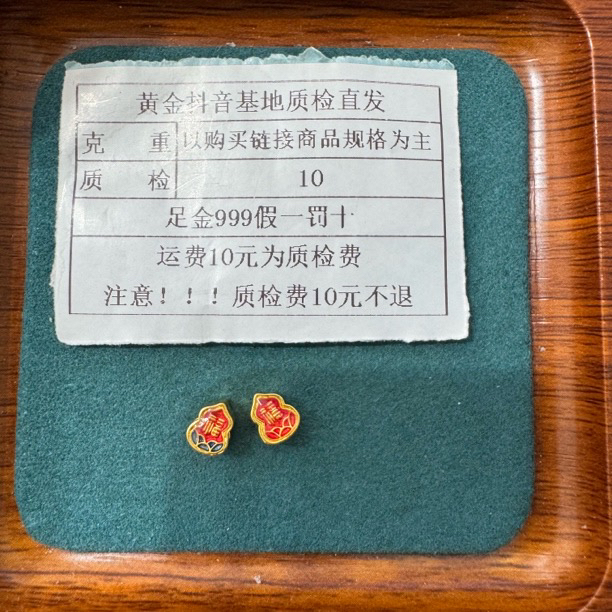 黄金抖音基地质检直发
克 重 以购买链接商品规格为主
质 检 10
足金999假一罚十
运费10元为质检费
注意！！！质检费10元不退
福